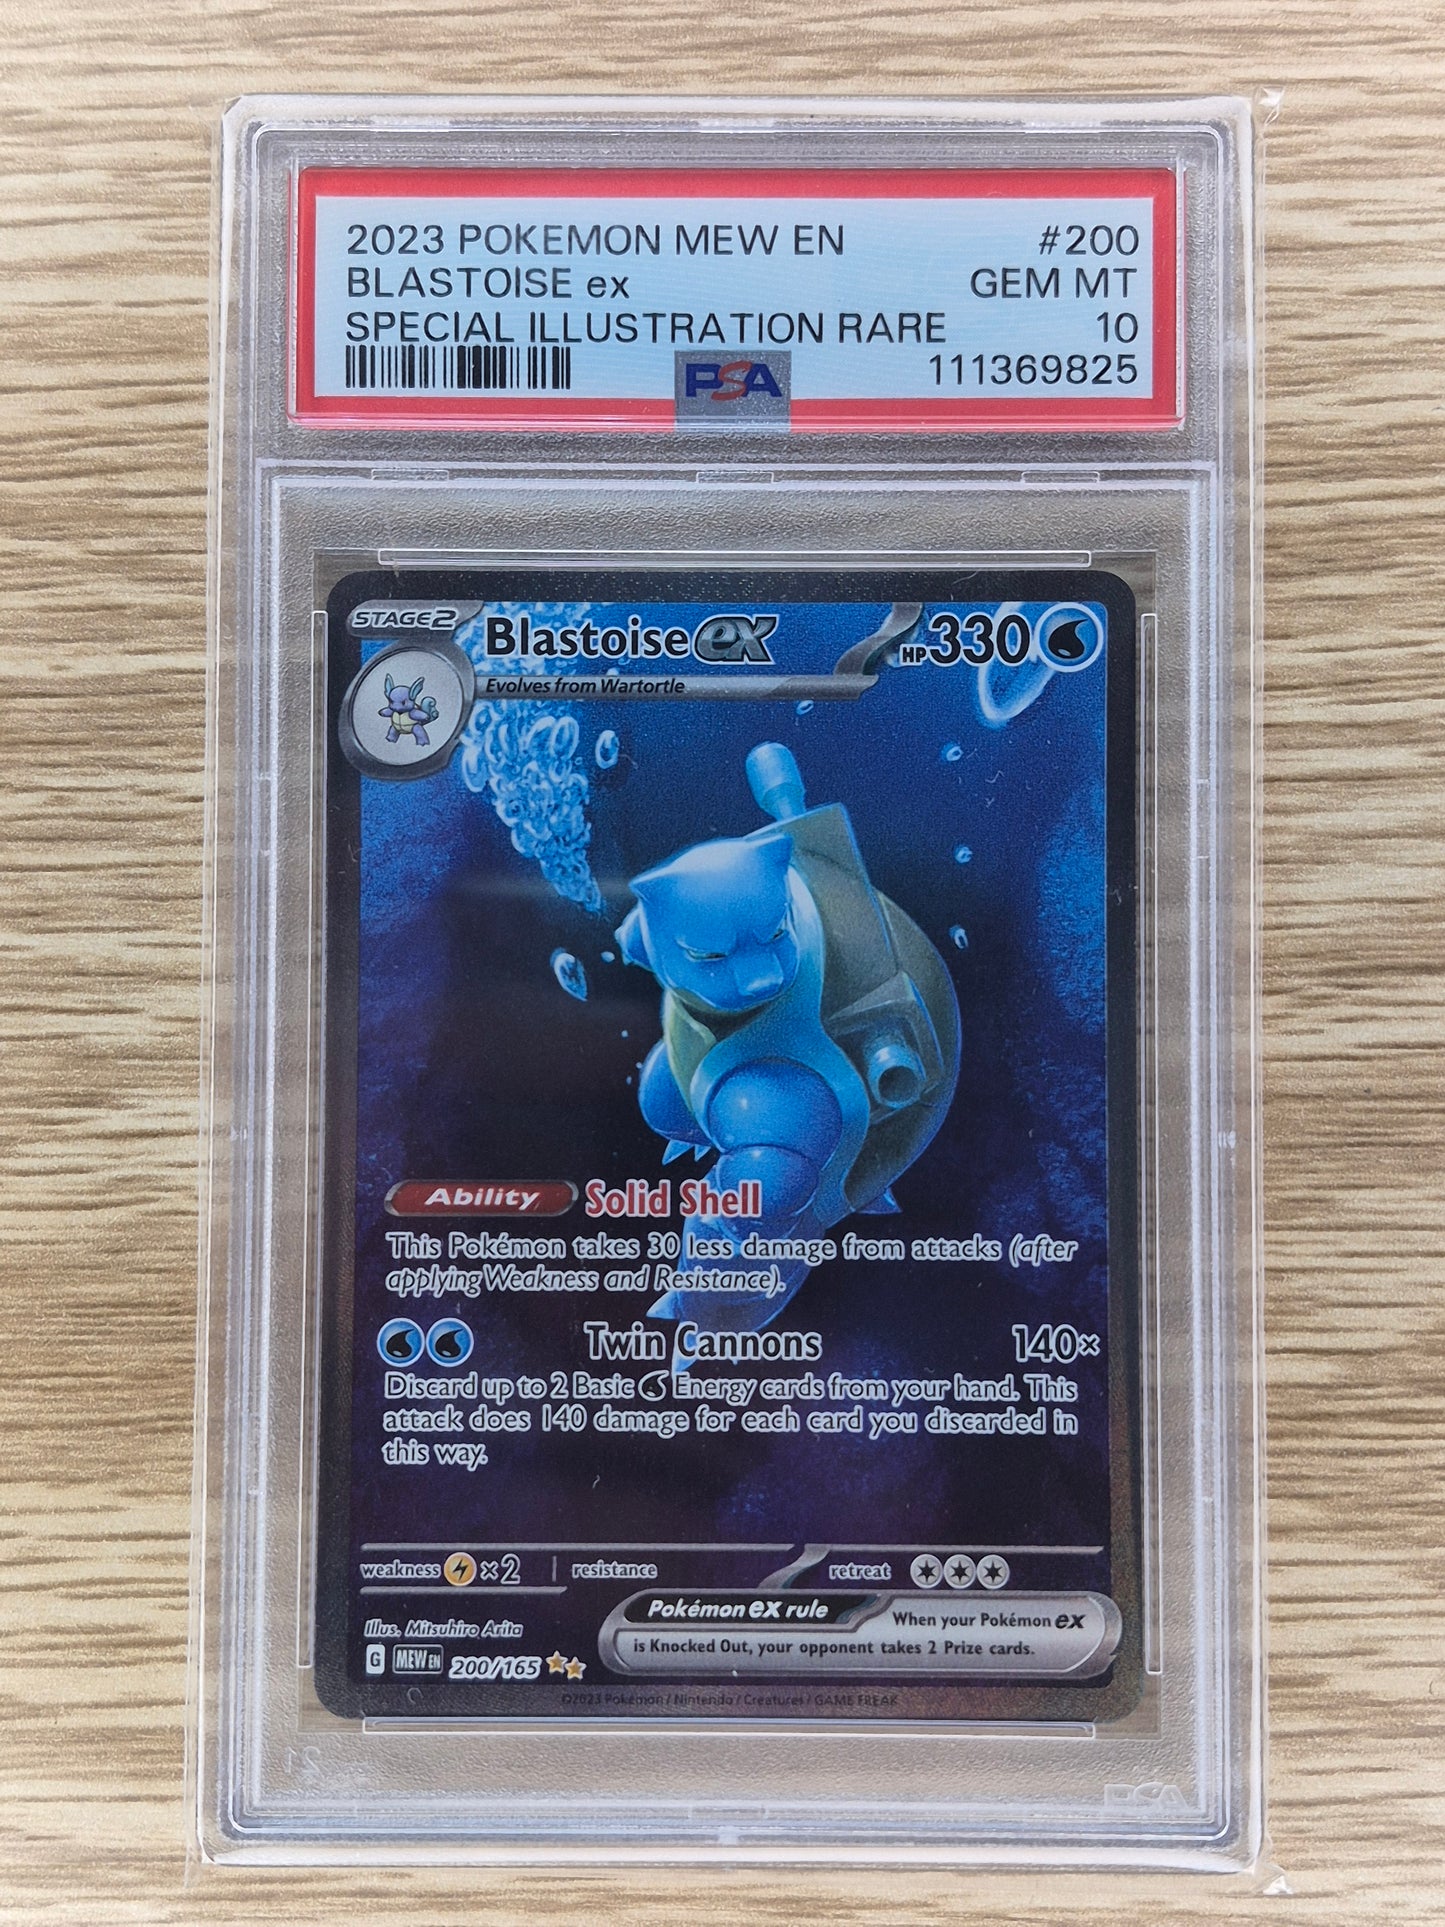 2023 POKEMON MEW EN #200
BLASTOISE ex GEM MT
SPECIAL ILLUSTRATION RARE 10
PSA 111369825
STAGE2 Blastoise ex HP330
Evolves from Wartortle
Ability Solid Shell
This Pokémon takes 30 less damage from attacks (after
applying Weakness and Resistance).
Twin Cannons 140×
Discard up to 2 Basic Energy cards from your hand. This
attack does 140 damage for each card you discarded in
this way.
weakness ×2 resistance retreat
Pokémon ex rule When your Pokémon ex
is Knocked Out, your opponent takes 2 Prize cards.
Illus. Mitsuhiro Arita
G MEW EN 200/165
©2023 Pokémon / Nintendo / Creatures / GAME FREAK
PSA